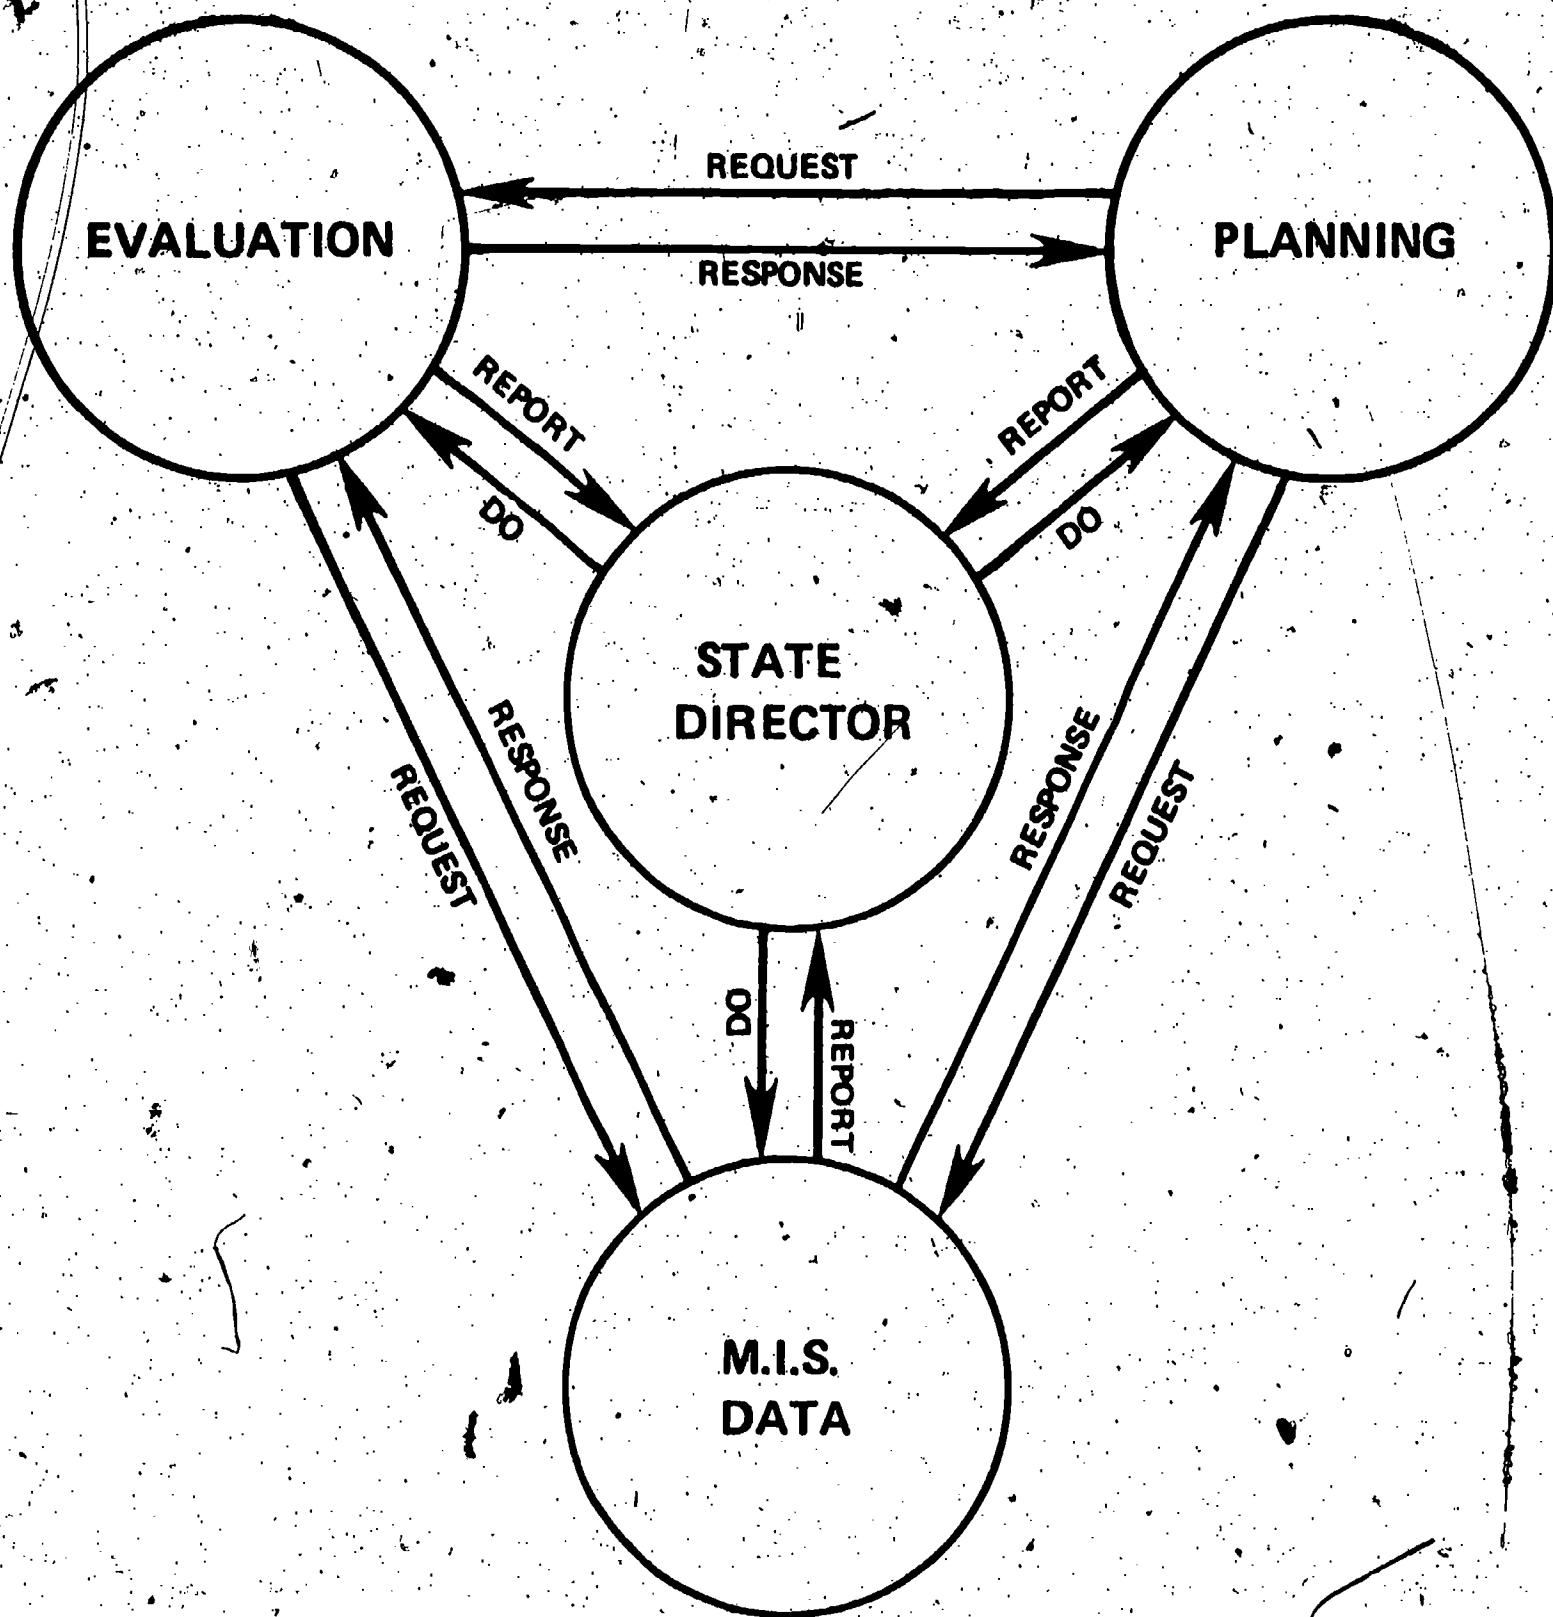 REQUEST
EVALUATION
PLANNING
RESPONSE
REPORT
REPORT
DO
DO
STATE
DIRECTOR
RESPONSE
RESPONSE
REQUEST
REQUEST
DO
REPORT
M.I.S.
DATA